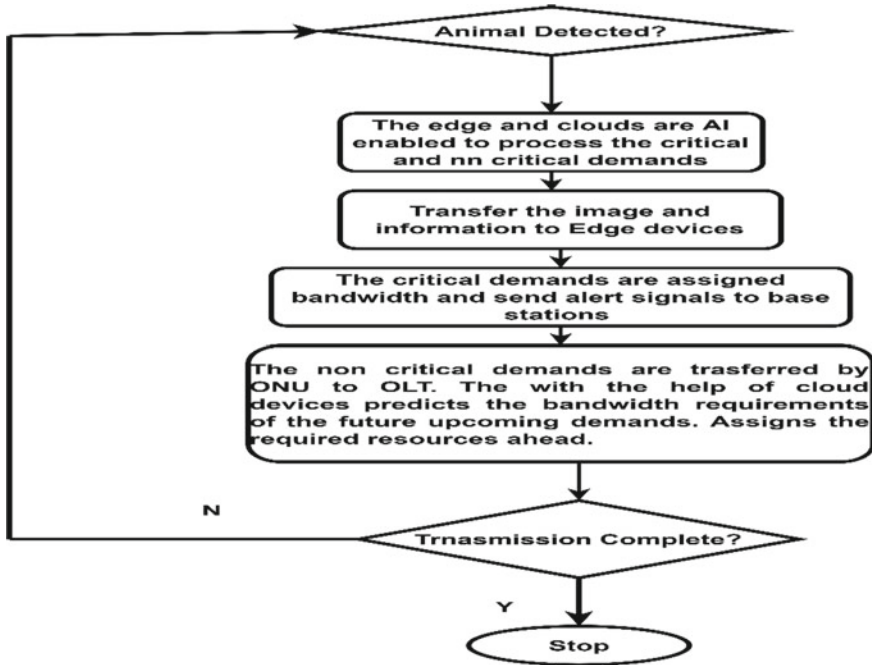 Animal Detected?
The edge and clouds are AI
enabled to process the critical
and nn critical demands
Transfer the image and
information to Edge devices
The critical demands are assigned
bandwidth and send alert signals to base
stations
The non critical demands are trasferred by
ONU to OLT. The with the help of cloud
devices predicts the bandwidth requirements
of the future upcoming demands. Assigns the
required resources ahead.
N
Trnasmission Complete?
Y
Stop